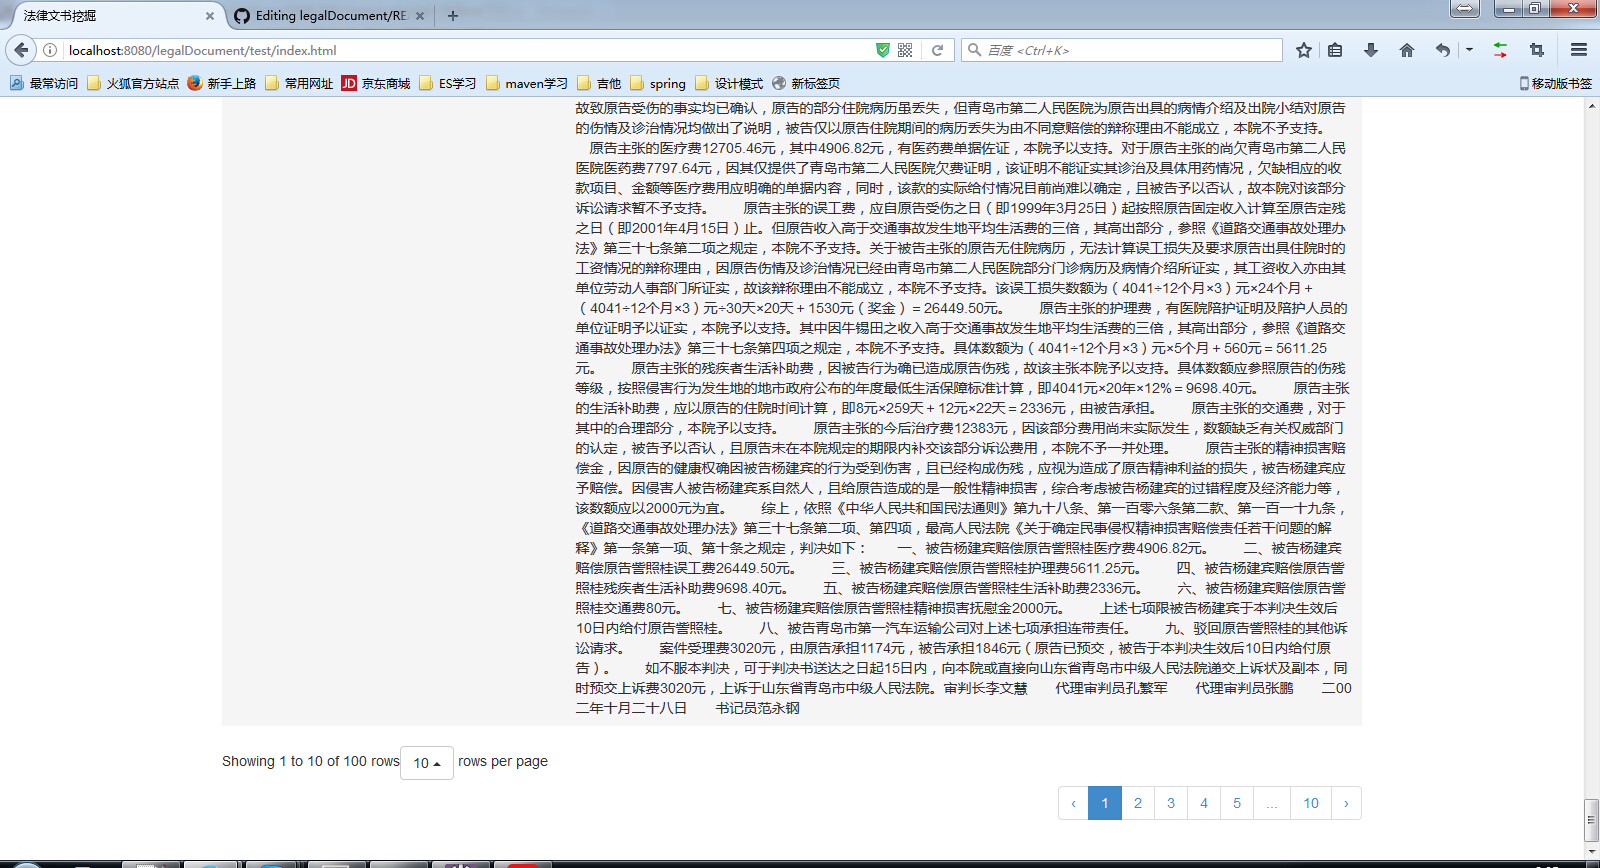 法律文书挖掘
Editing legalDocument/RE
localhost:8080/legalDocument/test/index.html
百度 <Ctrl+K>
最常访问 火狐官方站点 新手上路 常用网址 JD 京东商城 ES学习 maven学习 吉他 spring 设计模式 新标签页 移动版书签
故致原告受伤的事实均已确认，原告的部分住院病历虽丢失，但青岛市第二人民医院为原告出具的病情介绍及出院小结对原告
的伤情及诊治情况均做出了说明，被告仅以原告住院期间的病历丢失为由不同意赔偿的辩称理由不能成立，本院不予支持。
原告主张的医疗费12705.46元，其中4906.82元，有医药费单据佐证，本院予以支持。对于原告主张的尚欠青岛市第二人民
医院医药费7797.64元，因其仅提供了青岛市第二人民医院欠费证明，该证明不能证实其诊治及具体用药情况，欠缺相应的收
款项目、金额等医疗费用应明确的单据内容，同时，该款的实际给付情况目前尚难以确定，且被告予以否认，故本院对该部分
诉讼请求暂不予支持。 原告主张的误工费，应自原告受伤之日（即1999年3月25日）起按照原告固定收入计算至原告定残
之日（即2001年4月15日）止。但原告收入高于交通事故发生地平均生活费的三倍，其高出部分，参照《道路交通事故处理办
法》第三十七条第二项之规定，本院不予支持。关于被告主张的原告无住院病历，无法计算误工损失及要求原告出具住院时的
工资情况的辩称理由，因原告伤情及诊治情况已经由青岛市第二人民医院部分门诊病历及病情介绍所证实，其工资收入亦由其
单位劳动人事部门所证实，故该辩称理由不能成立，本院不予支持。该误工损失数额为（4041÷12个月×3）元×24个月＋
（4041÷12个月×3）元÷30天×20天＋1530元（奖金）＝26449.50元。 原告主张的护理费，有医院陪护证明及陪护人员的
单位证明予以证实，本院予以支持。其中因牛锡田之收入高于交通事故发生地平均生活费的三倍，其高出部分，参照《道路交
通事故处理办法》第三十七条第四项之规定，本院不予支持。具体数额为（4041÷12个月×3）元×5个月＋560元＝5611.25
元。 原告主张的残疾者生活补助费，因被告行为确已造成原告伤残，故该主张本院予以支持。具体数额应参照原告的伤残
等级，按照侵害行为发生地的地市政府公布的年度最低生活保障标准计算，即4041元×20年×12%＝9698.40元。 原告主张
的生活补助费，应以原告的住院时间计算，即8元×259天＋12元×22天＝2336元，由被告承担。 原告主张的交通费，对于
其中的合理部分，本院予以支持。 原告主张的今后治疗费12383元，因该部分费用尚未实际发生，数额缺乏有关权威部门
的认定，被告予以否认，且原告未在本院规定的期限内补交该部分诉讼费用，本院不予一并处理。 原告主张的精神损害赔
偿金，因原告的健康权确因被告杨建宾的行为受到伤害，且已经构成伤残，应视为造成了原告精神利益的损失，被告杨建宾应
予赔偿。因侵害人被告杨建宾系自然人，且给原告造成的是一般性精神损害，综合考虑被告杨建宾的过错程度及经济能力等，
该数额应以2000元为宜。 综上，依照《中华人民共和国民法通则》第九十八条、第一百零六条第二款、第一百一十九条，
《道路交通事故处理办法》第三十七条第二项、第四项，最高人民法院《关于确定民事侵权精神损害赔偿责任若干问题的解
释》第一条第一项、第十条之规定，判决如下： 一、被告杨建宾赔偿原告訾照桂医疗费4906.82元。 二、被告杨建宾
赔偿原告訾照桂误工费26449.50元。 三、被告杨建宾赔偿原告訾照桂护理费5611.25元。 四、被告杨建宾赔偿原告訾
照桂残疾者生活补助费9698.40元。 五、被告杨建宾赔偿原告訾照桂生活补助费2336元。 六、被告杨建宾赔偿原告訾
照桂交通费80元。 七、被告杨建宾赔偿原告訾照桂精神损害抚慰金2000元。 上述七项限被告杨建宾于本判决生效后
10日内给付原告訾照桂。 八、被告青岛市第一汽车运输公司对上述七项承担连带责任。 九、驳回原告訾照桂的其他诉
讼请求。 案件受理费3020元，由原告承担1174元，被告承担1846元（原告已预交，被告于本判决生效后10日内给付原
告）。 如不服本判决，可于判决书送达之日起15日内，向本院或直接向山东省青岛市中级人民法院递交上诉状及副本，同
时预交上诉费3020元，上诉于山东省青岛市中级人民法院。审判长李文慧 代理审判员孔繁军 代理审判员张鹏 二00
二年十月二十八日 书记员范永钢
Showing 1 to 10 of 100 rows 10 rows per page
‹ 1 2 3 4 5 ... 10 ›